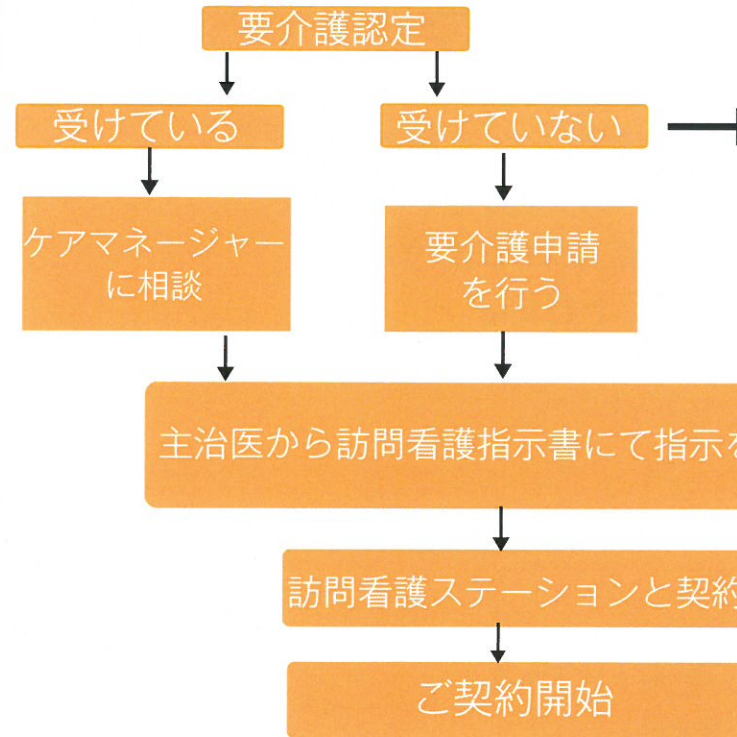 要介護認定
受けている
受けていない
ケアマネージャー
に相談
要介護申請
を行う
主治医から訪問看護指示書にて指示を
訪問看護ステーションと契約
ご契約開始